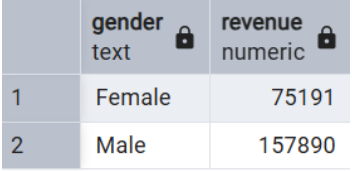 gender revenue
text numeric
1 Female 75191
2 Male 157890